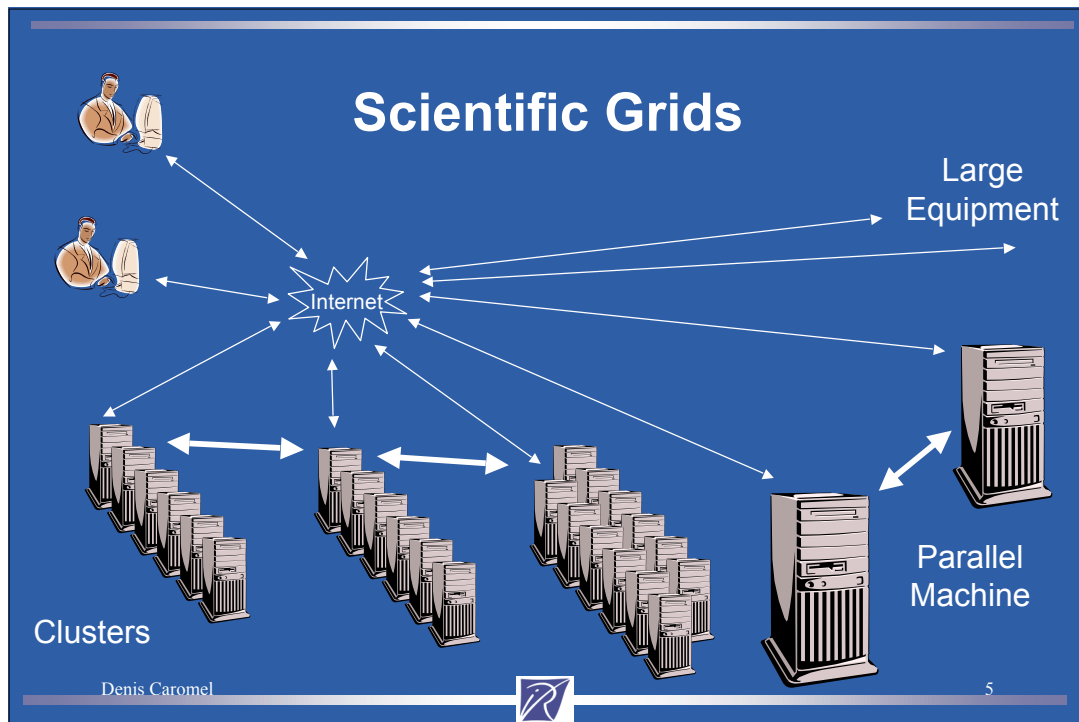 Scientific Grids
Large
Equipment
Internet
Parallel
Machine
Clusters
Denis Caromel
5